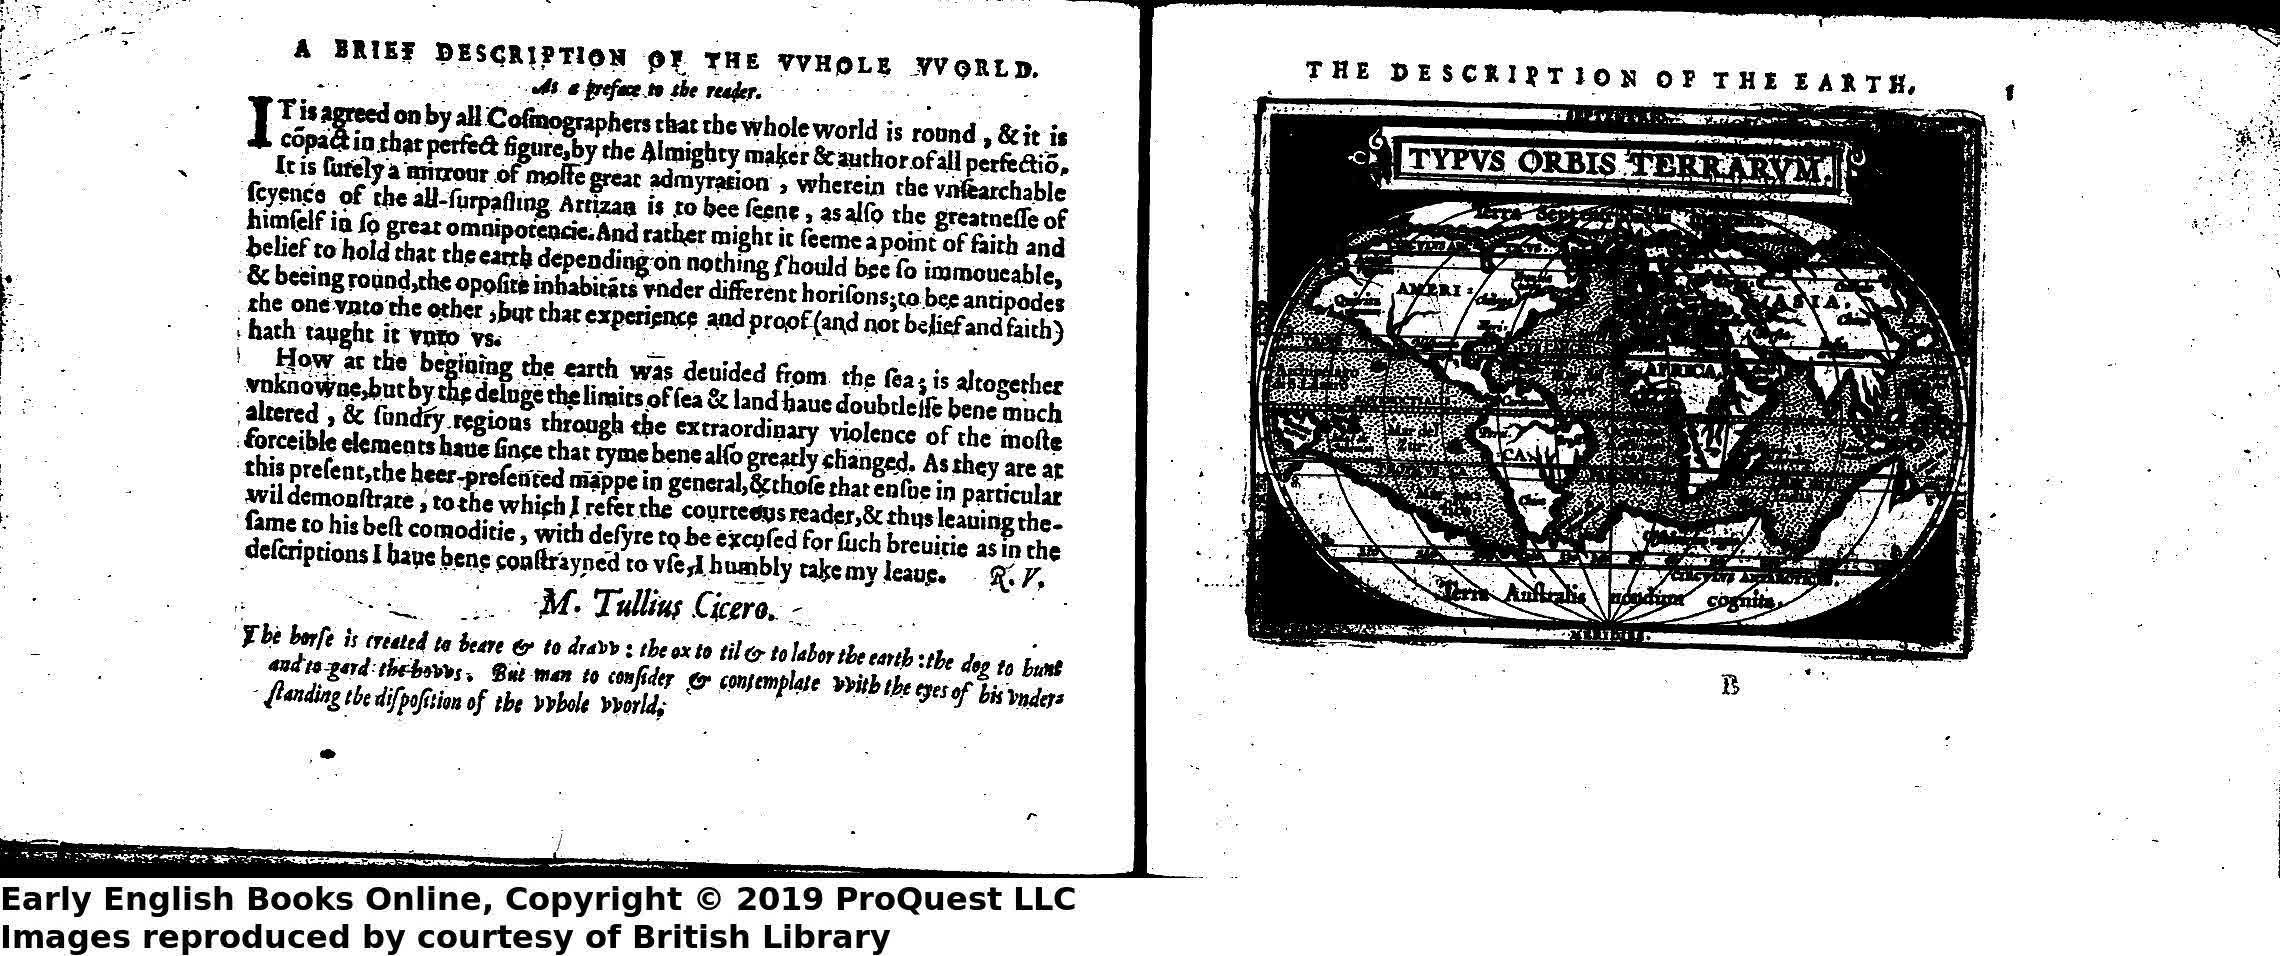 A BRIEF DESCRIPTION OF THE VVHOLE VVORLD.
As a preface to the reader.
IT is agreed on by all Coſmographers that the whole world is round , & it is
cōpact in that perfect figure,by the Almighty maker & author of all perfectiō.
It is ſurely a mirrour of moſte great admyration , wherein the vnſearchable
ſcyence of the all-ſurpaſſing Artizan is to bee ſeene , as alſo the greatneſſe of
himſelf in ſo great omnipotencie. And rather might it ſeeme a point of faith and
belief to hold that the earth depending on nothing ſhould bee ſo immoueable,
& beeing round,the opoſite inhabitāts vnder different horiſons;to bee antipodes
the one vnto the other ,but that experience and proof (and not belief and faith)
hath taught it vnto vs.
How at the begining the earth was deuided from the ſea; is altogether
vnknowne,but by the deluge the limits of ſea & land haue doubtleſſe bene much
altered , & ſundry regions through the extraordinary violence of the moſte
forceible elements haue ſince that tyme bene alſo greatly changed. As they are at
this preſent,the heer-preſented mappe in general,& thoſe that enſue in particular
wil demonſtrate , to the which I refer the courteous reader,& thus leauing the-
ſame to his beſt comoditie , with deſyre to be excuſed for ſuch breuitie as in the
deſcriptions I haue bene conſtrayned to vſe,I humbly take my leaue. R. V.
M. Tullius Cicero.
The horſe is created to beare & to dravv : the ox to til & to labor the earth :the dog to hunt
and to gard the hovvs. But man to conſider & contemplate vvith the eyes of his vnder-
ſtanding the diſpoſition of the vvhole vvorld.
THE DESCRIPTION OF THE EARTH. 1
SEPTENTRIO.
TYPVS ORBIS TERRARVM.
Terra Septentrionalis
AMERI:
ASIA.
AFRICA.
Mar del
Zur
CA
Chile
CIRCVLVS ANTARCTICVS.
Terra Auſtralis nondum cognita.
MERIDIES.
B
Early English Books Online, Copyright © 2019 ProQuest LLC
Images reproduced by courtesy of British Library